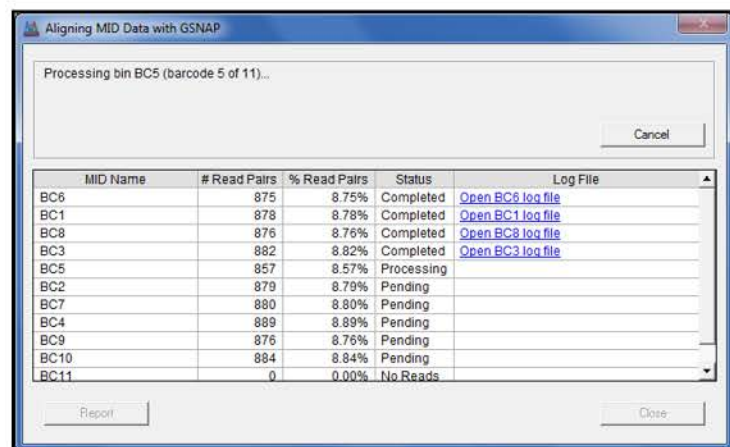 Aligning MID Data with GSNAP
Processing bin BC5 (barcode 5 of 11)...
Cancel
MID Name # Read Pairs % Read Pairs Status Log File
BC6 875 8.75% Completed Open BC6 log file
BC1 878 8.78% Completed Open BC1 log file
BC8 876 8.76% Completed Open BC8 log file
BC3 882 8.82% Completed Open BC3 log file
BC5 857 8.57% Processing
BC2 879 8.79% Pending
BC7 880 8.80% Pending
BC4 889 8.89% Pending
BC9 876 8.76% Pending
BC10 884 8.84% Pending
BC11 0 0.00% No Reads
Report Close